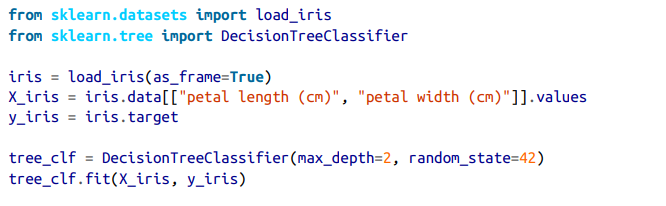 from sklearn.datasets import load_iris
from sklearn.tree import DecisionTreeClassifier
iris = load_iris(as_frame=True)
X_iris = iris.data[["petal length (cm)", "petal width (cm)"]].values
y_iris = iris.target
tree_clf = DecisionTreeClassifier(max_depth=2, random_state=42)
tree_clf.fit(X_iris, y_iris)